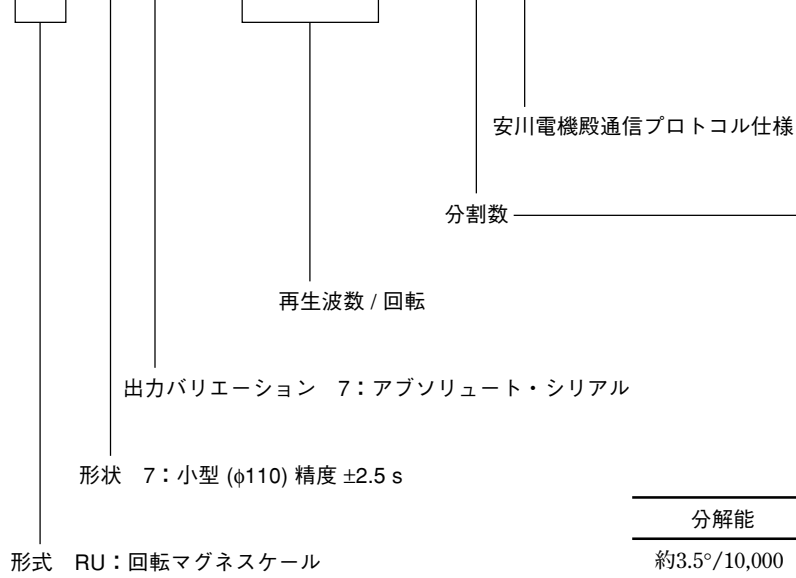 安川電機殿通信プロトコル仕様
分割数
再生波数 / 回転
出力バリエーション 7：アブソリュート・シリアル
形状 7：小型 (φ110) 精度 ±2.5 s
分解能
形式 RU：回転マグネスケール
約3.5°/10,000